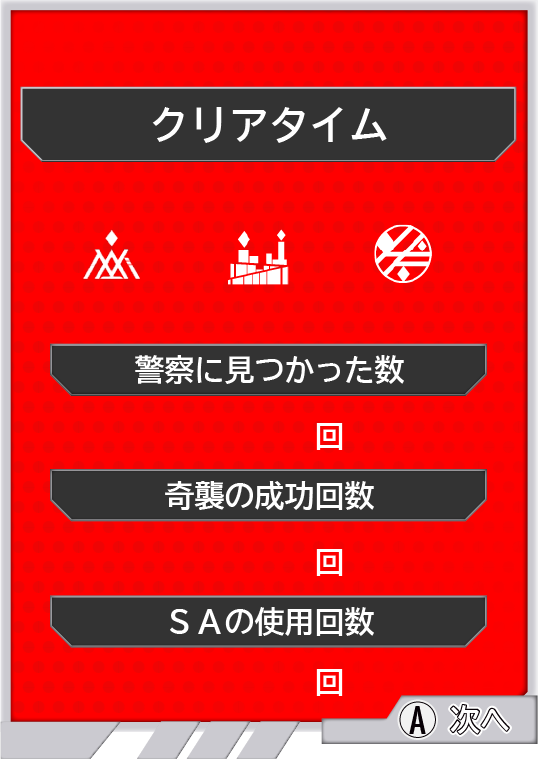 クリアタイム
警察に見つかった数
回
奇襲の成功回数
回
ＳＡの使用回数
回
A 次へ